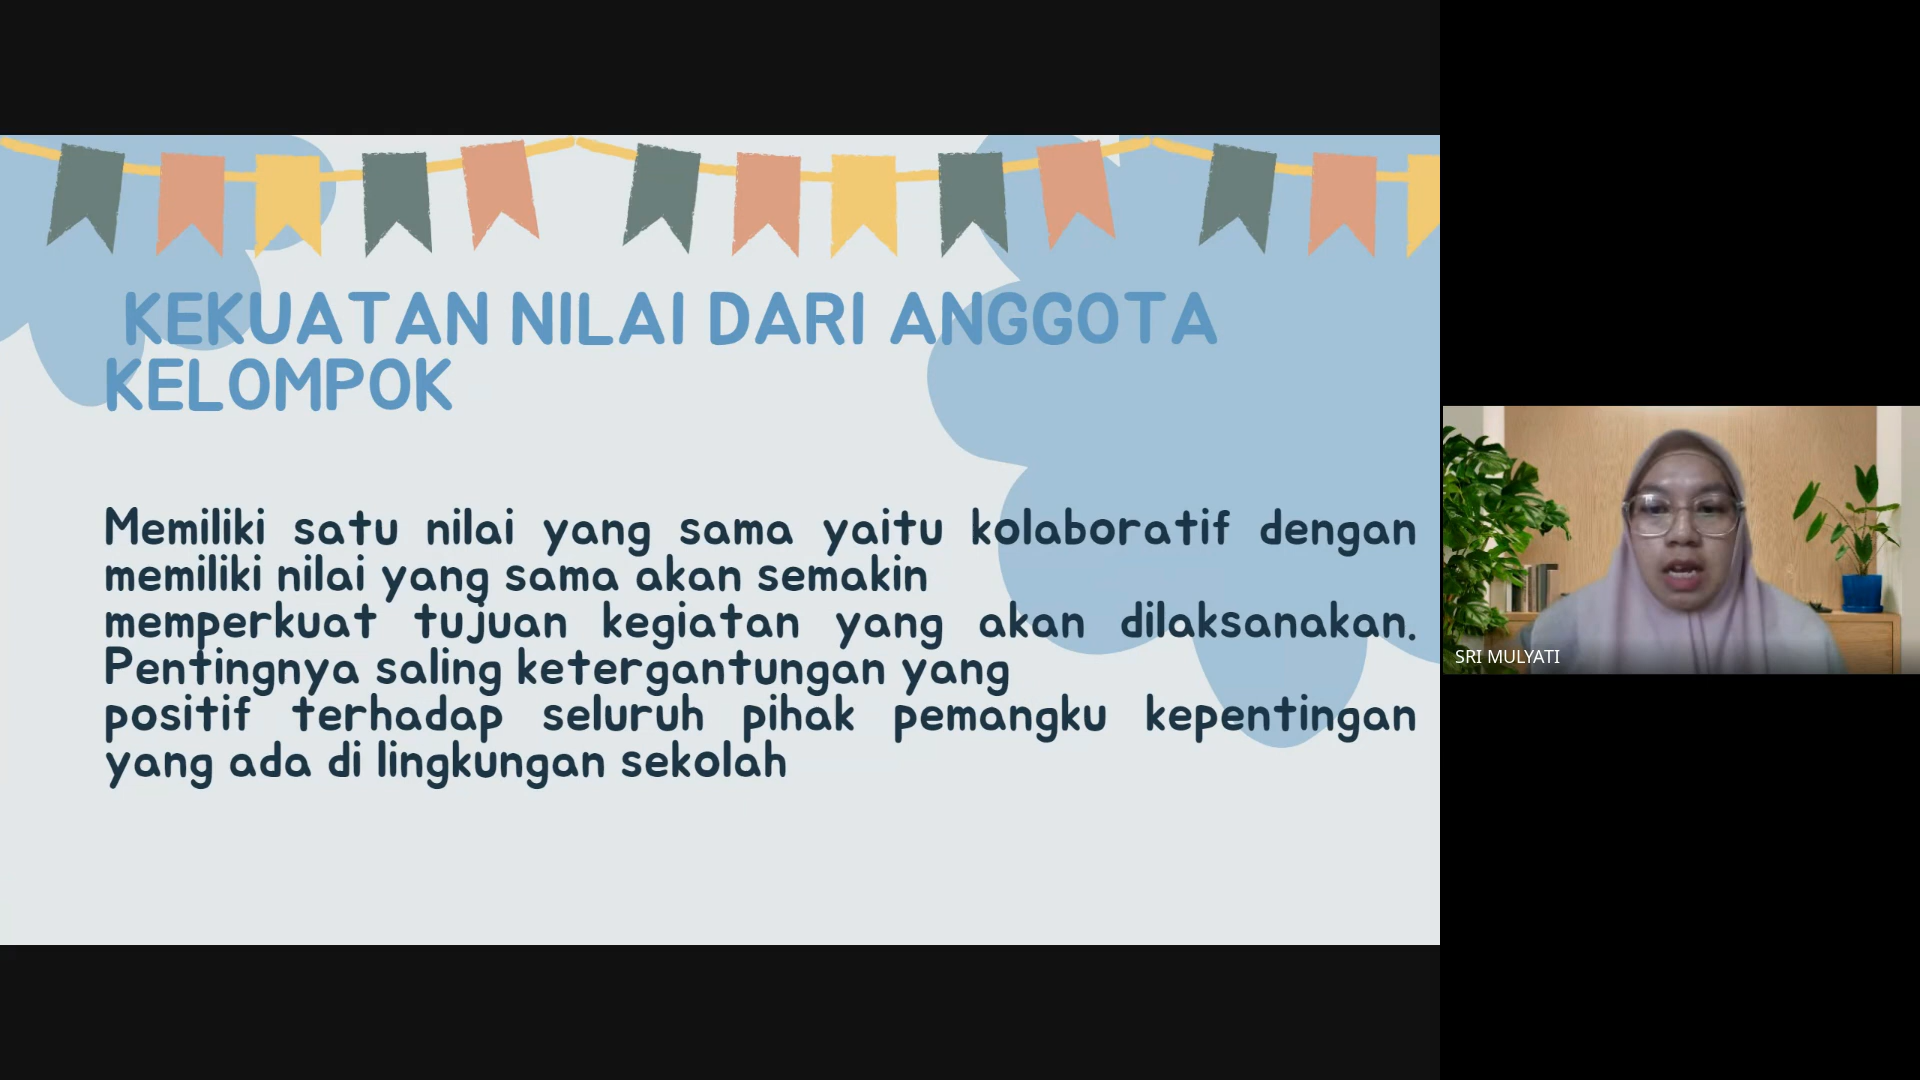 KEKUATAN NILAI DARI ANGGOTA
KELOMPOK
Memiliki satu nilai yang sama yaitu kolaboratif dengan
memiliki nilai yang sama akan semakin
memperkuat tujuan kegiatan yang akan dilaksanakan.
Pentingnya saling ketergantungan yang
positif terhadap seluruh pihak pemangku kepentingan
yang ada di lingkungan sekolah
SRI MULYATI